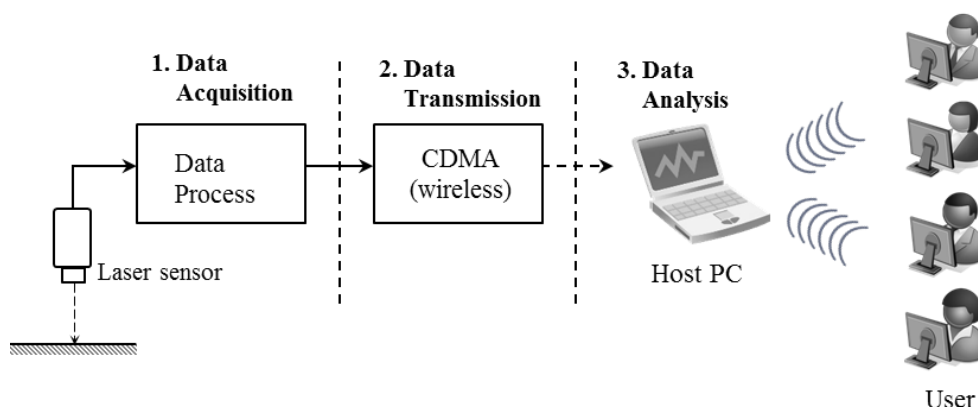 1. Data
Acquisition
2. Data
Transmission
3. Data
Analysis
Data
Process
CDMA
(wireless)
Laser sensor
Host PC
User